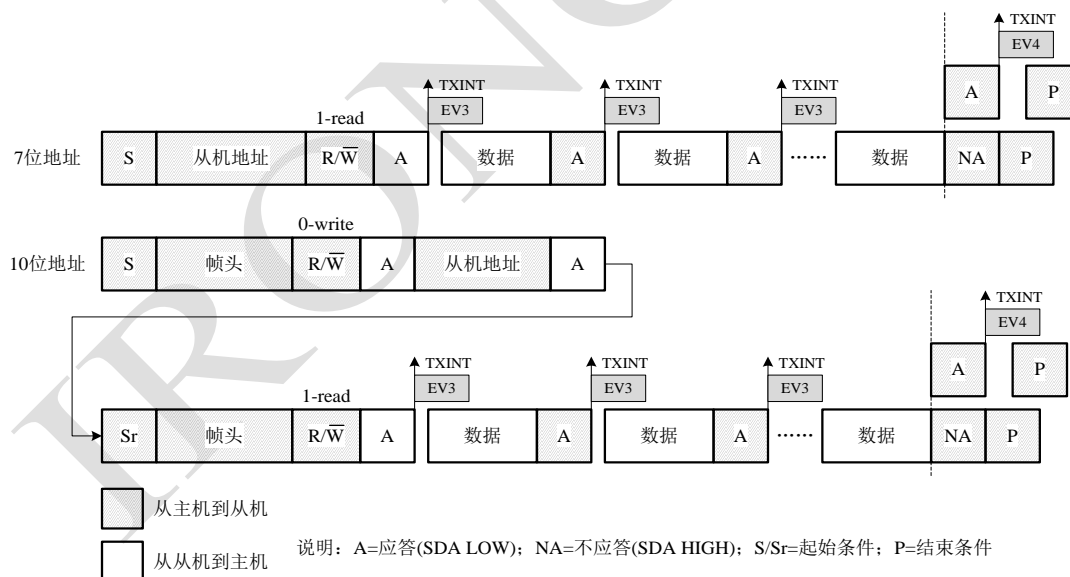 TXINT
EV4
TXINT TXINT TXINT
EV3 EV3 EV3
A P
1-read
7位地址 S 从机地址 R/W̅ A 数据 A 数据 A …… 数据 NA P
0-write
10位地址 S 帧头 R/W̅ A 从机地址 A
TXINT
EV4
TXINT TXINT TXINT
EV3 EV3 EV3
A P
1-read
Sr 帧头 R/W̅ A 数据 A 数据 A …… 数据 NA P
从主机到从机
从从机到主机
说明：A=应答(SDA LOW)；NA=不应答(SDA HIGH)；S/Sr=起始条件；P=结束条件